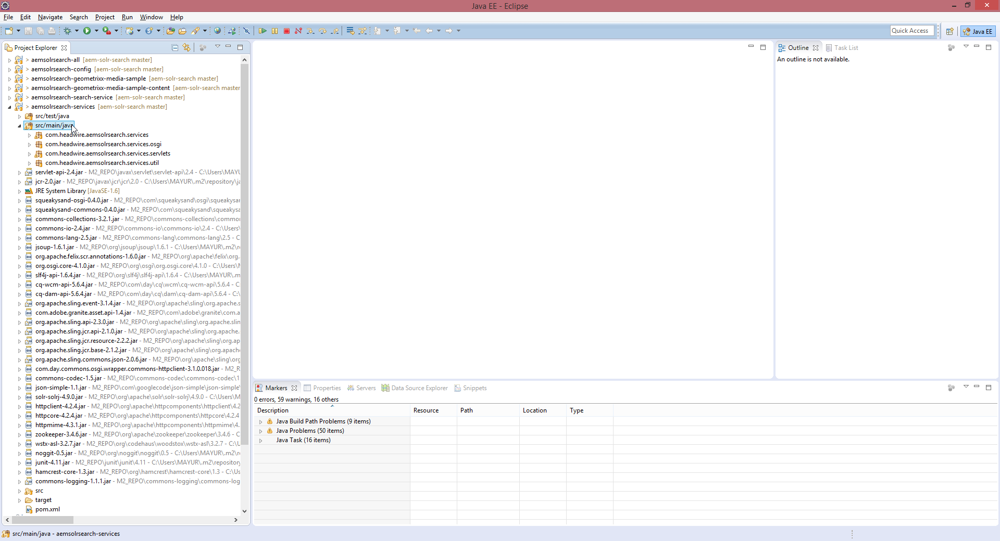 Java EE - Eclipse
File Edit Navigate Search Project Run Window Help
Quick Access
Java EE
Project Explorer
> aemsolrsearch-all [aem-solr-search master]
> aemsolrsearch-config [aem-solr-search master]
> aemsolrsearch-geometrixx-media-sample [aem-solr-search master]
> aemsolrsearch-geometrixx-media-sample-content [aem-solr-search master
> aemsolrsearch-search-service [aem-solr-search master]
> aemsolrsearch-services [aem-solr-search master]
src/test/java
src/main/java
com.headwire.aemsolrsearch.services
com.headwire.aemsolrsearch.services.osgi
com.headwire.aemsolrsearch.services.servlets
com.headwire.aemsolrsearch.services.util
servlet-api-2.4.jar - M2_REPO\javax\servlet\servlet-api\2.4 - C:\Users\MAYU
jcr-2.0.jar - M2_REPO\javax\jcr\jcr\2.0 - C:\Users\MAYUR\.m2\repository\ja
JRE System Library [JavaSE-1.6]
squeakysand-osgi-0.4.0.jar - M2_REPO\com\squeakysand\osgi\squeakysa
squeakysand-commons-0.4.0.jar - M2_REPO\com\squeakysand\squeakysa
commons-collections-3.2.1.jar - M2_REPO\commons-collections\commo
commons-io-2.4.jar - M2_REPO\commons-io\commons-io\2.4 - C:\Users\
commons-lang-2.5.jar - M2_REPO\commons-lang\commons-lang\2.5 - C
jsoup-1.6.1.jar - M2_REPO\org\jsoup\jsoup\1.6.1 - C:\Users\MAYUR\.m2\r
org.apache.felix.scr.annotations-1.6.0.jar - M2_REPO\org\apache\felix\org.
org.osgi.core-4.1.0.jar - M2_REPO\org\osgi\org.osgi.core\4.1.0 - C:\Users\
slf4j-api-1.6.4.jar - M2_REPO\org\slf4j\slf4j-api\1.6.4 - C:\Users\MAYUR\.m
cq-wcm-api-5.6.4.jar - M2_REPO\com\day\cq\wcm\cq-wcm-api\5.6.4 - C:
cq-dam-api-5.6.4.jar - M2_REPO\com\day\cq\dam\cq-dam-api\5.6.4 - C:\
org.apache.sling.event-3.1.4.jar - M2_REPO\org\apache\sling\org.apache.s
com.adobe.granite.asset.api-1.4.jar - M2_REPO\com\adobe\granite\com.a
org.apache.sling.api-2.3.0.jar - M2_REPO\org\apache\sling\org.apache.slin
org.apache.sling.jcr.api-2.1.0.jar - M2_REPO\org\apache\sling\org.apache.
org.apache.sling.jcr.resource-2.2.2.jar - M2_REPO\org\apache\sling\org.ap
org.apache.sling.jcr.base-2.1.2.jar - M2_REPO\org\apache\sling\org.apach
org.apache.sling.commons.json-2.0.6.jar - M2_REPO\org\apache\sling\org
com.day.commons.osgi.wrapper.commons-httpclient-3.1.0.018.jar - M2_R
commons-codec-1.5.jar - M2_REPO\commons-codec\commons-codec\1
json-simple-1.1.jar - M2_REPO\com\googlecode\json-simple\json-simple\
solr-solrj-4.9.0.jar - M2_REPO\org\apache\solr\solr-solrj\4.9.0 - C:\Users\M
httpclient-4.2.4.jar - M2_REPO\org\apache\httpcomponents\httpclient\4.2
httpcore-4.2.4.jar - M2_REPO\org\apache\httpcomponents\httpcore\4.2.4
httpmime-4.3.1.jar - M2_REPO\org\apache\httpcomponents\httpmime\4.
zookeeper-3.4.6.jar - M2_REPO\org\apache\zookeeper\zookeeper\3.4.6 - C
wstx-asl-3.2.7.jar - M2_REPO\org\codehaus\woodstox\wstx-asl\3.2.7 - C:\U
noggit-0.5.jar - M2_REPO\org\noggit\noggit\0.5 - C:\Users\MAYUR\.m2\r
junit-4.11.jar - M2_REPO\junit\junit\4.11 - C:\Users\MAYUR\.m2\repository
hamcrest-core-1.3.jar - M2_REPO\org\hamcrest\hamcrest-core\1.3 - C:\Us
commons-logging-1.1.1.jar - M2_REPO\commons-logging\commons-log
src
target
pom.xml
Outline Task List
An outline is not available.
Markers Properties Servers Data Source Explorer Snippets
0 errors, 59 warnings, 16 others
Description Resource Path Location Type
Java Build Path Problems (9 items)
Java Problems (50 items)
Java Task (16 items)
src/main/java - aemsolrsearch-services